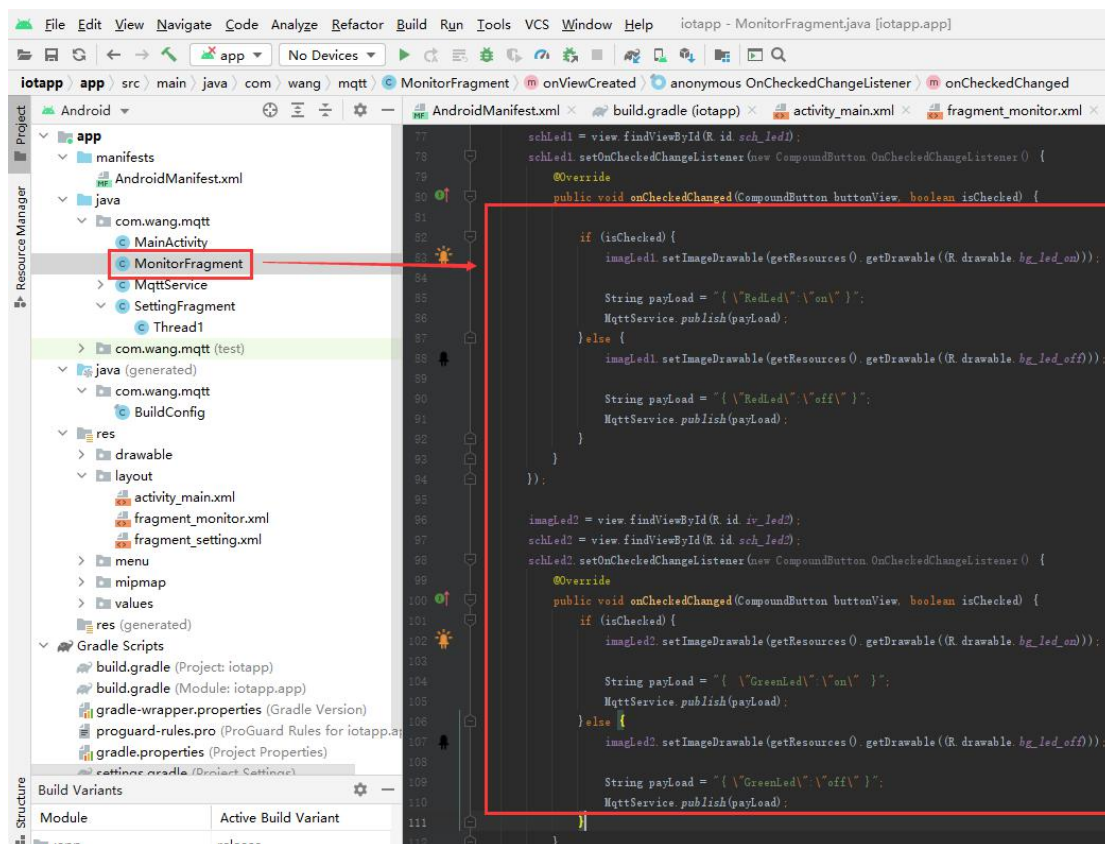 File Edit View Navigate Code Analyze Refactor Build Run Tools VCS Window Help iotapp - MonitorFragment.java [iotapp.app]
app No Devices
iotapp app src main java com wang mqtt MonitorFragment onViewCreated anonymous OnCheckedChangeListener onCheckedChanged
Project
Resource Manager
Structure
Android
app
manifests
AndroidManifest.xml
java
com.wang.mqtt
MainActivity
MonitorFragment
MqttService
SettingFragment
Thread1
com.wang.mqtt (test)
java (generated)
com.wang.mqtt
BuildConfig
res
drawable
layout
activity_main.xml
fragment_monitor.xml
fragment_setting.xml
menu
mipmap
values
res (generated)
Gradle Scripts
build.gradle (Project: iotapp)
build.gradle (Module: iotapp.app)
gradle-wrapper.properties (Gradle Version)
proguard-rules.pro (ProGuard Rules for iotapp.a
gradle.properties (Project Properties)
settings.gradle (Project Settings)
Build Variants
Module Active Build Variant
AndroidManifest.xml build.gradle (iotapp) activity_main.xml fragment_monitor.xml
77 schLed1 = view.findViewById(R.id.sch_led1);
78 schLed1.setOnCheckedChangeListener(new CompoundButton.OnCheckedChangeListener() {
79 @Override
80 public void onCheckedChanged(CompoundButton buttonView, boolean isChecked) {
81
82 if (isChecked){
83 imagLed1.setImageDrawable(getResources().getDrawable((R.drawable.bg_led_on)));
84
85 String payLoad = "{ \"RedLed\":\"on\" }";
86 MqttService.publish(payLoad);
87 }else {
88 imagLed1.setImageDrawable(getResources().getDrawable((R.drawable.bg_led_off)));
89
90 String payLoad = "{ \"RedLed\":\"off\" }";
91 MqttService.publish(payLoad);
92 }
93 }
94 });
95
96 imagLed2 = view.findViewById(R.id.iv_led2);
97 schLed2 = view.findViewById(R.id.sch_led2);
98 schLed2.setOnCheckedChangeListener(new CompoundButton.OnCheckedChangeListener() {
99 @Override
100 public void onCheckedChanged(CompoundButton buttonView, boolean isChecked) {
101 if (isChecked){
102 imagLed2.setImageDrawable(getResources().getDrawable((R.drawable.bg_led_on)));
103
104 String payLoad = "{ \"GreenLed\":\"on\" }";
105 MqttService.publish(payLoad);
106 }else {
107 imagLed2.setImageDrawable(getResources().getDrawable((R.drawable.bg_led_off)));
108
109 String payLoad = "{ \"GreenLed\":\"off\" }";
110 MqttService.publish(payLoad);
111 }